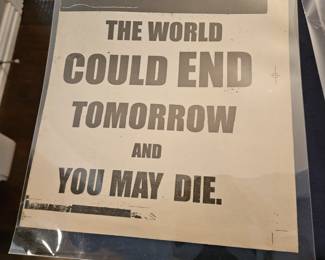 THE WORLD
COULD END
TOMORROW
AND
YOU MAY DIE.